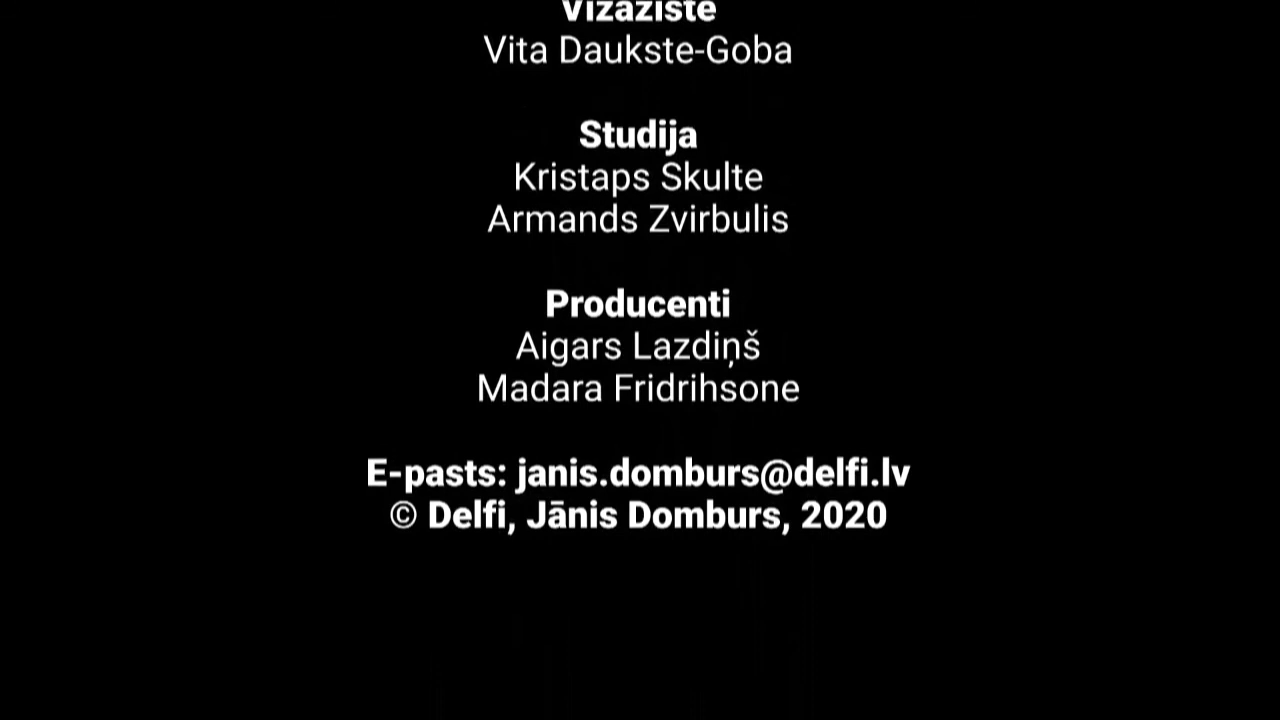 Vizāžiste
Vita Daukste-Goba
Studija
Kristaps Skulte
Armands Zvirbulis
Producenti
Aigars Lazdiņš
Madara Fridrihsone
E-pasts: janis.domburs@delfi.lv
© Delfi, Jānis Domburs, 2020